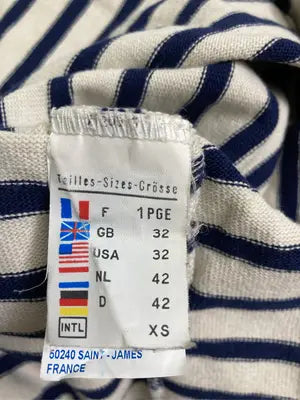 Tailles-Sizes-Grösse
F 1PGE
GB 32
USA 32
NL 42
D 42
INTL XS
50240 SAINT-JAMES
FRANCE